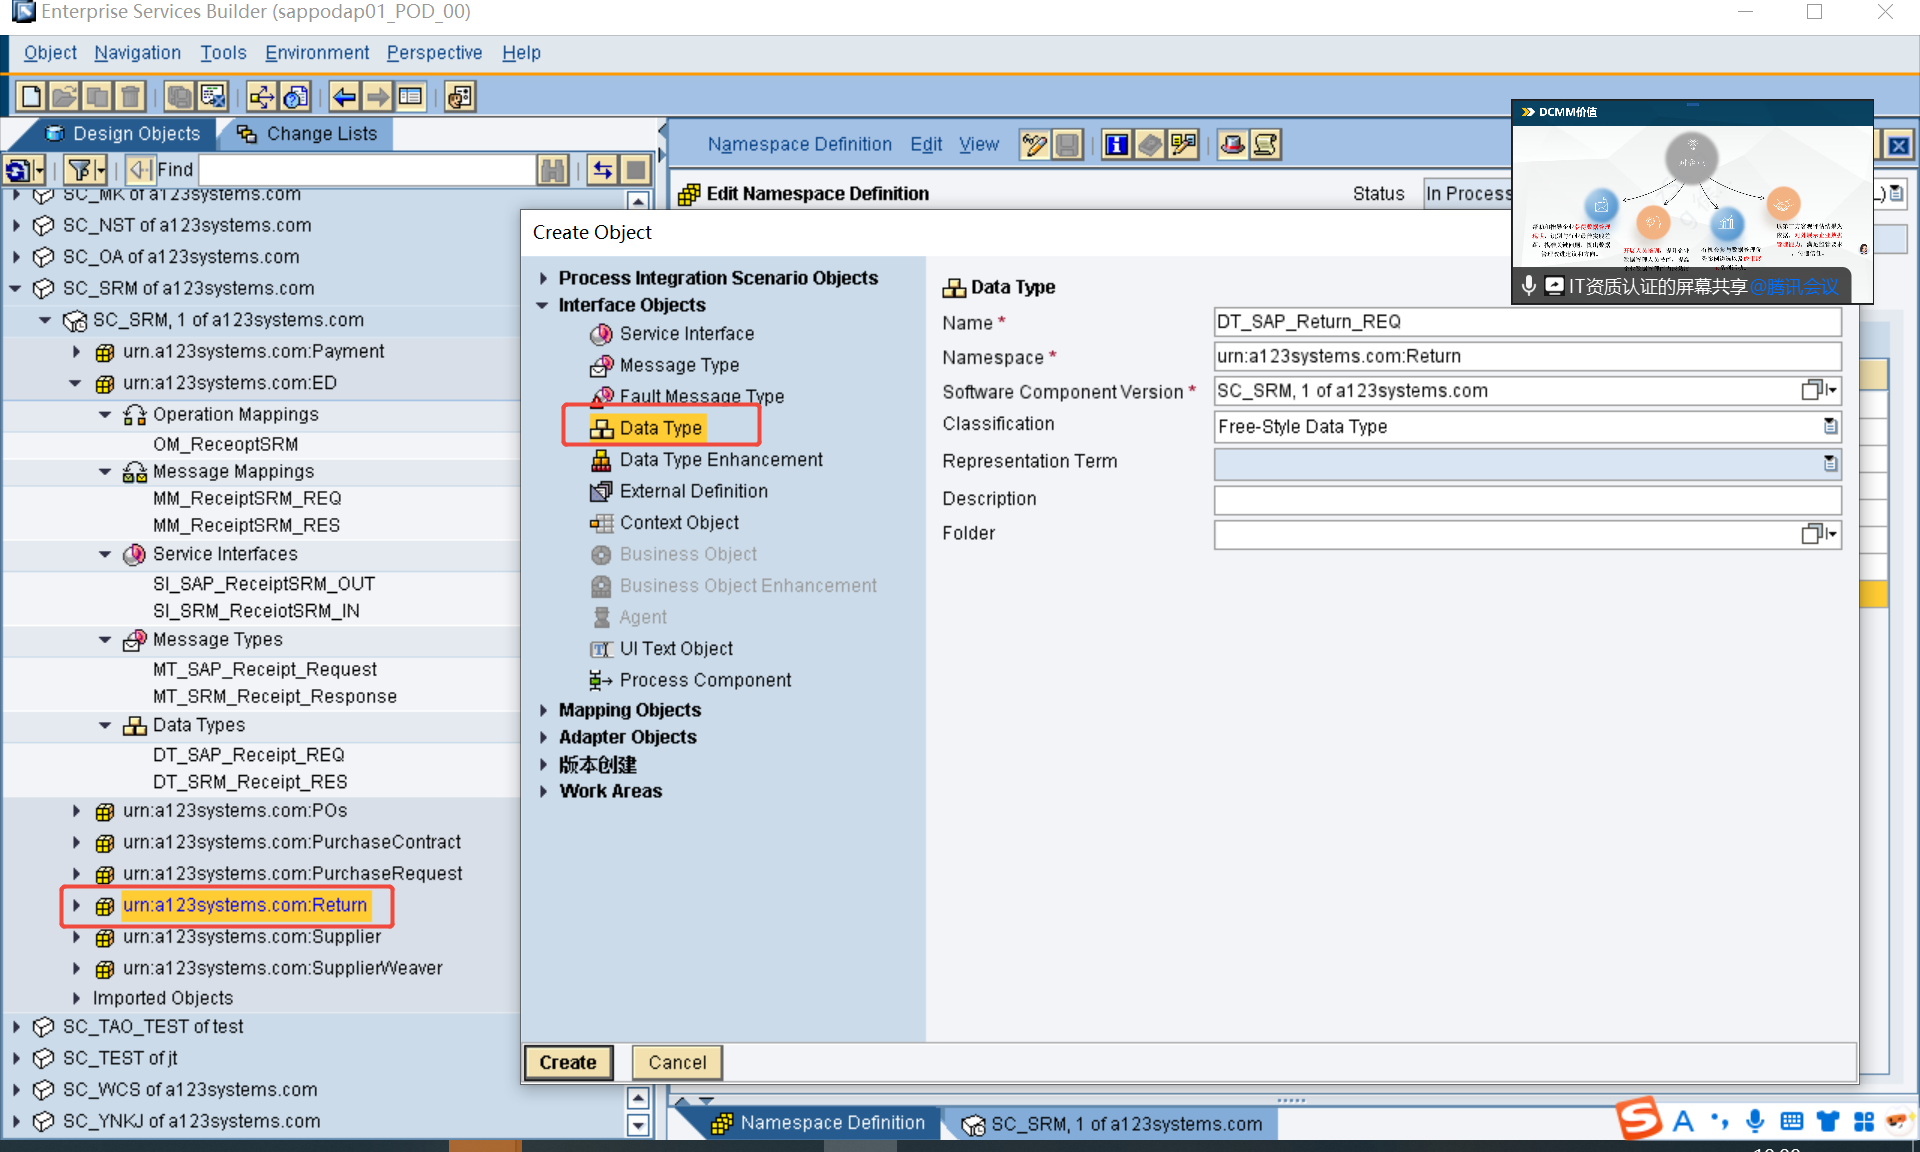 Enterprise Services Builder (sappodap01_POD_00)
Object Navigation Tools Environment Perspective Help
Design Objects
Change Lists
Find
SC_MK of a123systems.com
SC_NST of a123systems.com
SC_OA of a123systems.com
SC_SRM of a123systems.com
SC_SRM, 1 of a123systems.com
urn.a123systems.com:Payment
urn:a123systems.com:ED
Operation Mappings
OM_ReceoptSRM
Message Mappings
MM_ReceiptSRM_REQ
MM_ReceiptSRM_RES
Service Interfaces
SI_SAP_ReceiptSRM_OUT
SI_SRM_ReceiotSRM_IN
Message Types
MT_SAP_Receipt_Request
MT_SRM_Receipt_Response
Data Types
DT_SAP_Receipt_REQ
DT_SRM_Receipt_RES
urn:a123systems.com:POs
urn:a123systems.com:PurchaseContract
urn:a123systems.com:PurchaseRequest
urn:a123systems.com:Return
urn:a123systems.com:Supplier
urn:a123systems.com:SupplierWeaver
Imported Objects
SC_TAO_TEST of test
SC_TEST of jt
SC_WCS of a123systems.com
SC_YNKJ of a123systems.com
Namespace Definition Edit View
Edit Namespace Definition
Status
In Process
DCMM价值
IT资质认证的屏幕共享@腾讯会议
Create Object
Process Integration Scenario Objects
Interface Objects
Service Interface
Message Type
Fault Message Type
Data Type
Data Type Enhancement
External Definition
Context Object
Business Object
Business Object Enhancement
Agent
UI Text Object
Process Component
Mapping Objects
Adapter Objects
版本创建
Work Areas
Data Type
Name *
DT_SAP_Return_REQ
Namespace *
urn:a123systems.com:Return
Software Component Version *
SC_SRM, 1 of a123systems.com
Classification
Free-Style Data Type
Representation Term
Description
Folder
Create
Cancel
Namespace Definition
SC_SRM, 1 of a123systems.com